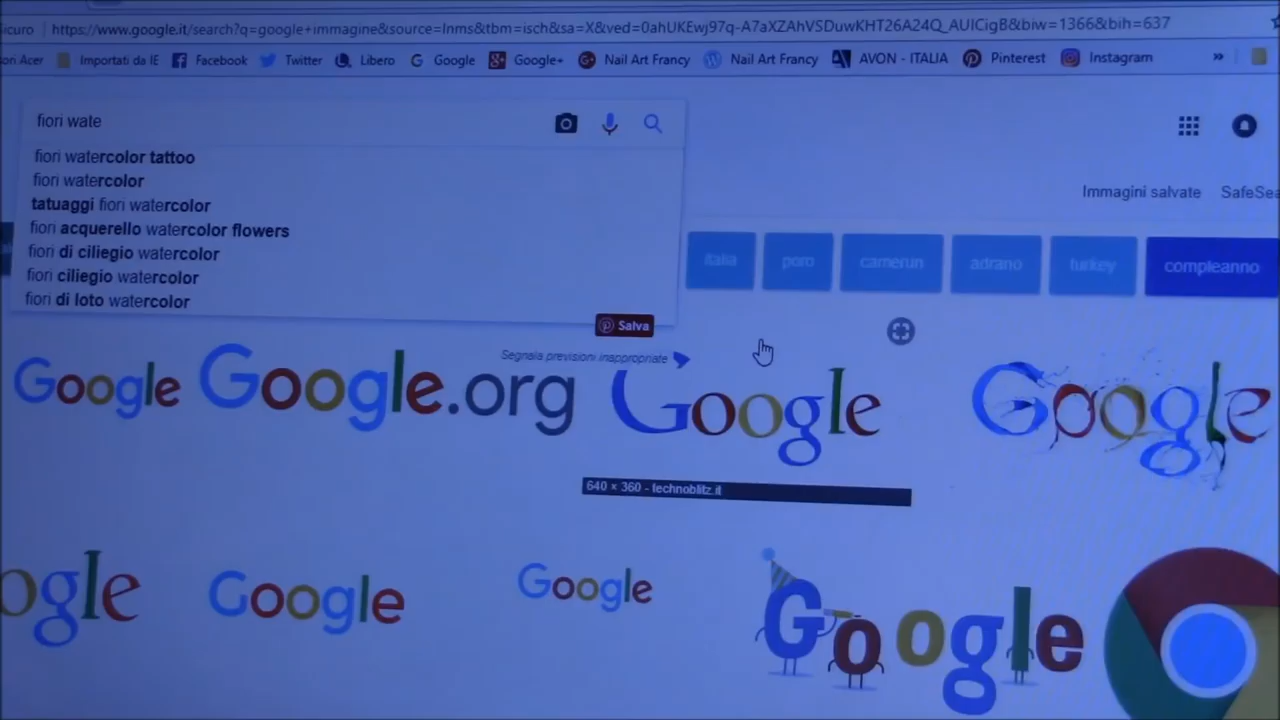 sicuro https://www.google.it/search?q=google+immagine&source=lnms&tbm=isch&sa=X&ved=0ahUKEwj97q-A7aXZAhVSDuwKHT26A24Q_AUICigB&biw=1366&bih=637
ori Acer Importati da IE Facebook Twitter Libero Google Google+ Nail Art Francy Nail Art Francy AVON - ITALIA Pinterest Instagram »
fiori wate
fiori watercolor tattoo
fiori watercolor
tatuaggi fiori watercolor
fiori acquerello watercolor flowers
fiori di ciliegio watercolor
fiori ciliegio watercolor
fiori di loto watercolor
Immagini salvate SafeSea
italia poro camerun adrano turkey compleanno
Salva
Segnala previsioni inappropriate
Google Google.org Google Google
640 × 360 - technoblitz.it
ogle Google Google Google